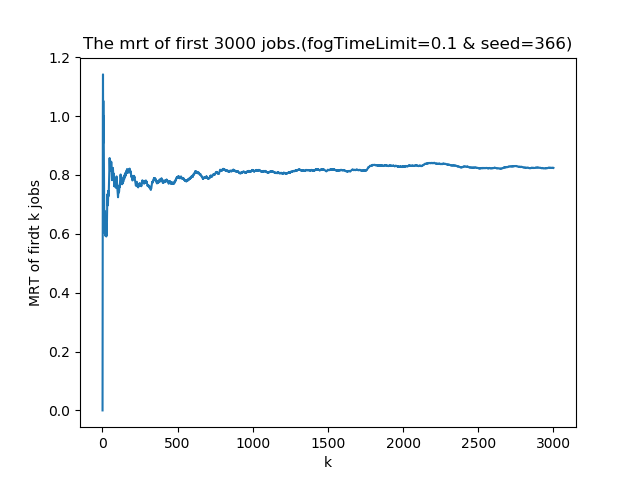 The mrt of first 3000 jobs.(fogTimeLimit=0.1 & seed=366)
1.2
1.0
0.8
0.6
0.4
0.2
0.0
MRT of firdt k jobs
0 500 1000 1500 2000 2500 3000
k